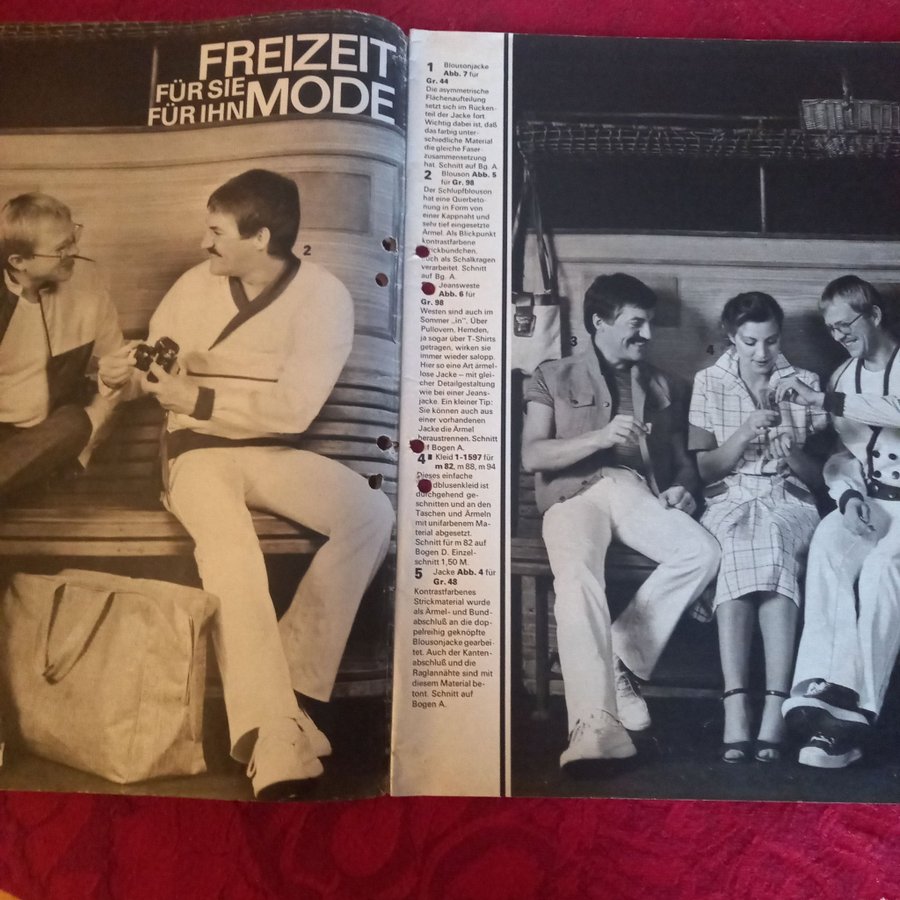 FREIZEIT
FÜR SIE
FÜR IHN MODE
2
1 Blousonjacke
Abb. 7 für
Gr. 44
Die asymmetrische
Flächenaufteilung
setzt sich im Rücken-
teil der Jacke fort.
Wichtig dabei ist, daß
das farbig unter-
schiedliche Material
die gleiche Faser-
zusammensetzung
hat. Schnitt auf Bg. A
2 Blouson Abb. 5
für Gr. 98
Der Schlupfblouson
hat eine Querbeto-
nung in Form von
einer Kappnaht und
sehr tief eingesetzte
Ärmel. Als Blickpunkt
kontrastfarbene
rickbündchen,
uch als Schalkragen
verarbeitet. Schnitt
auf Bg. A.
Jeansweste
Abb. 6 für
Gr. 98
Westen sind auch im
Sommer „in". Über
Pullovern, Hemden,
ja sogar über T-Shirts
getragen, wirken sie
immer wieder salopp.
Hier so eine Art ärmel-
lose Jacke – mit glei-
cher Detailgestaltung
wie bei einer Jeans-
jacke. Ein kleiner Tip:
Sie können auch aus
einer vorhandenen
Jacke die Ärmel
heraustrennen. Schnitt
f Bogen A.
4 Kleid 1-1597 für
m 82, m 88, m 94
Dieses einfache
dblusenkleid ist
durchgehend ge-
schnitten und an den
Taschen und Ärmeln
mit unifarbenem Ma-
terial abgesetzt.
Schnitt für m 82 auf
Bogen D. Einzel-
schnitt 1,50 M.
5 Jacke Abb. 4 für
Gr. 48
Kontrastfarbenes
Strickmaterial wurde
als Ärmel- und Bund-
abschluß an die dop-
pelreihig geknöpfte
Blousonjacke gearbei-
tet. Auch der Kanten-
abschluß und die
Raglannähte sind mit
diesem Material be-
tont. Schnitt auf
Bogen A.
3
4